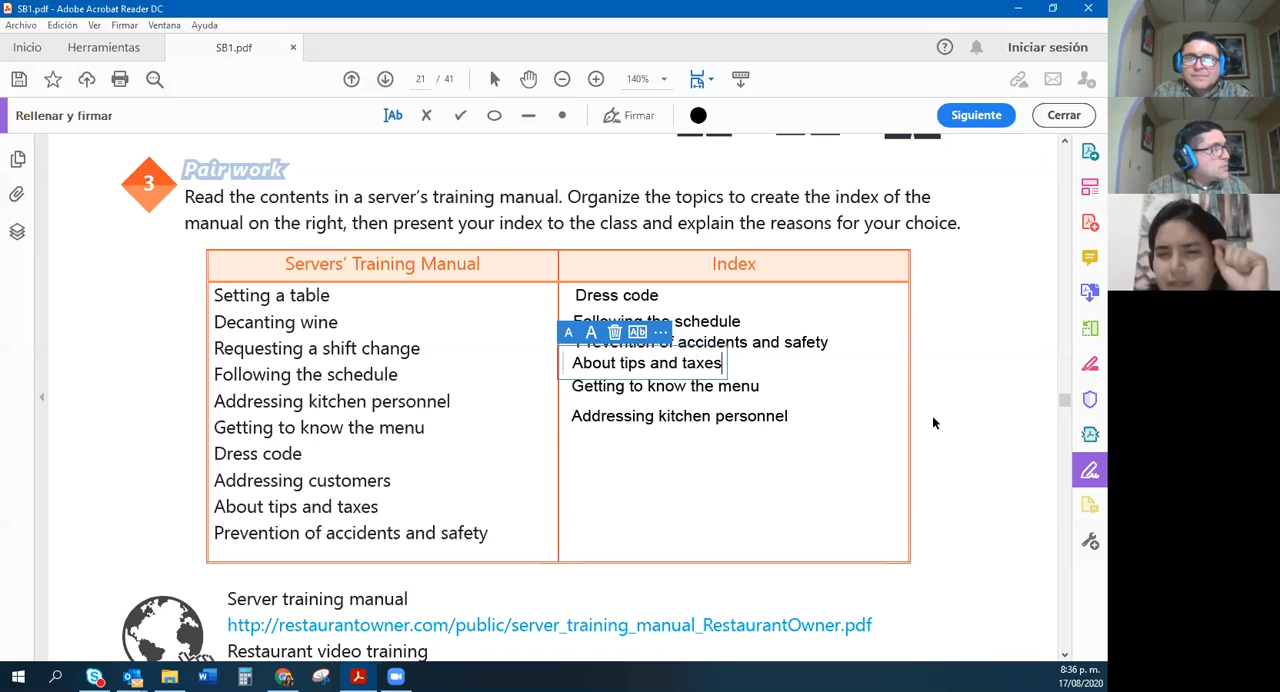 SB1.pdf - Adobe Acrobat Reader DC
Archivo Edición Ver Firmar Ventana Ayuda
Inicio Herramientas SB1.pdf × Iniciar sesión
21 / 41 140%
Rellenar y firmar Ab Firmar Siguiente Cerrar
3 Pair work
Read the contents in a server's training manual. Organize the topics to create the index of the
manual on the right, then present your index to the class and explain the reasons for your choice.
Servers' Training Manual Index
Setting a table Dress code
Decanting wine Following the schedule
Requesting a shift change Prevention of accidents and safety
A A Ab ...
Following the schedule About tips and taxes
Addressing kitchen personnel Getting to know the menu
Getting to know the menu Addressing kitchen personnel
Dress code
Addressing customers
About tips and taxes
Prevention of accidents and safety
Server training manual
http://restaurantowner.com/public/server_training_manual_RestaurantOwner.pdf
Restaurant video training
8:36 p. m.
17/08/2020